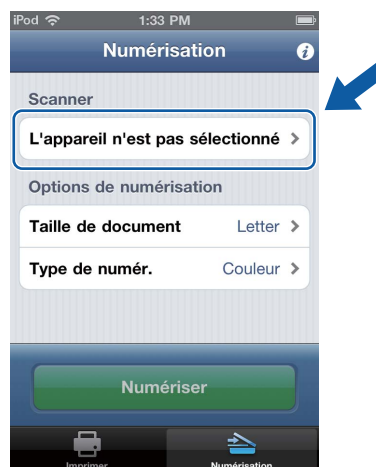 iPod 1:33 PM
Numérisation
Scanner
L'appareil n'est pas sélectionné
Options de numérisation
Taille de document Letter
Type de numér. Couleur
Numériser
Imprimer Numérisation